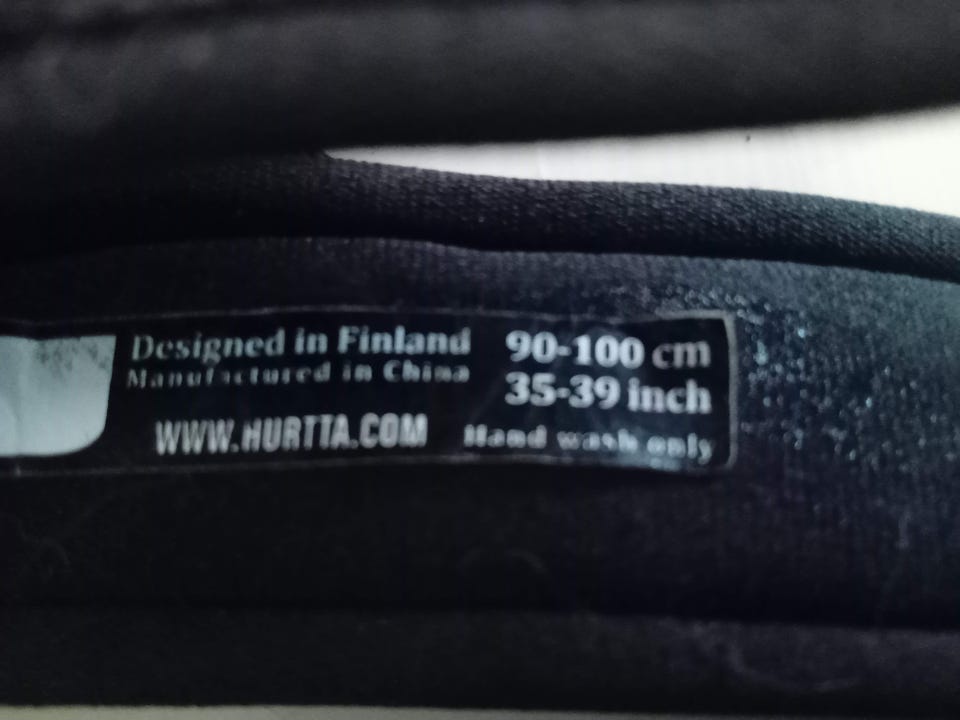 Designed in Finland
Manufactured in China
WWW.HURTTA.COM
90-100 cm
35-39 inch
Hand wash only